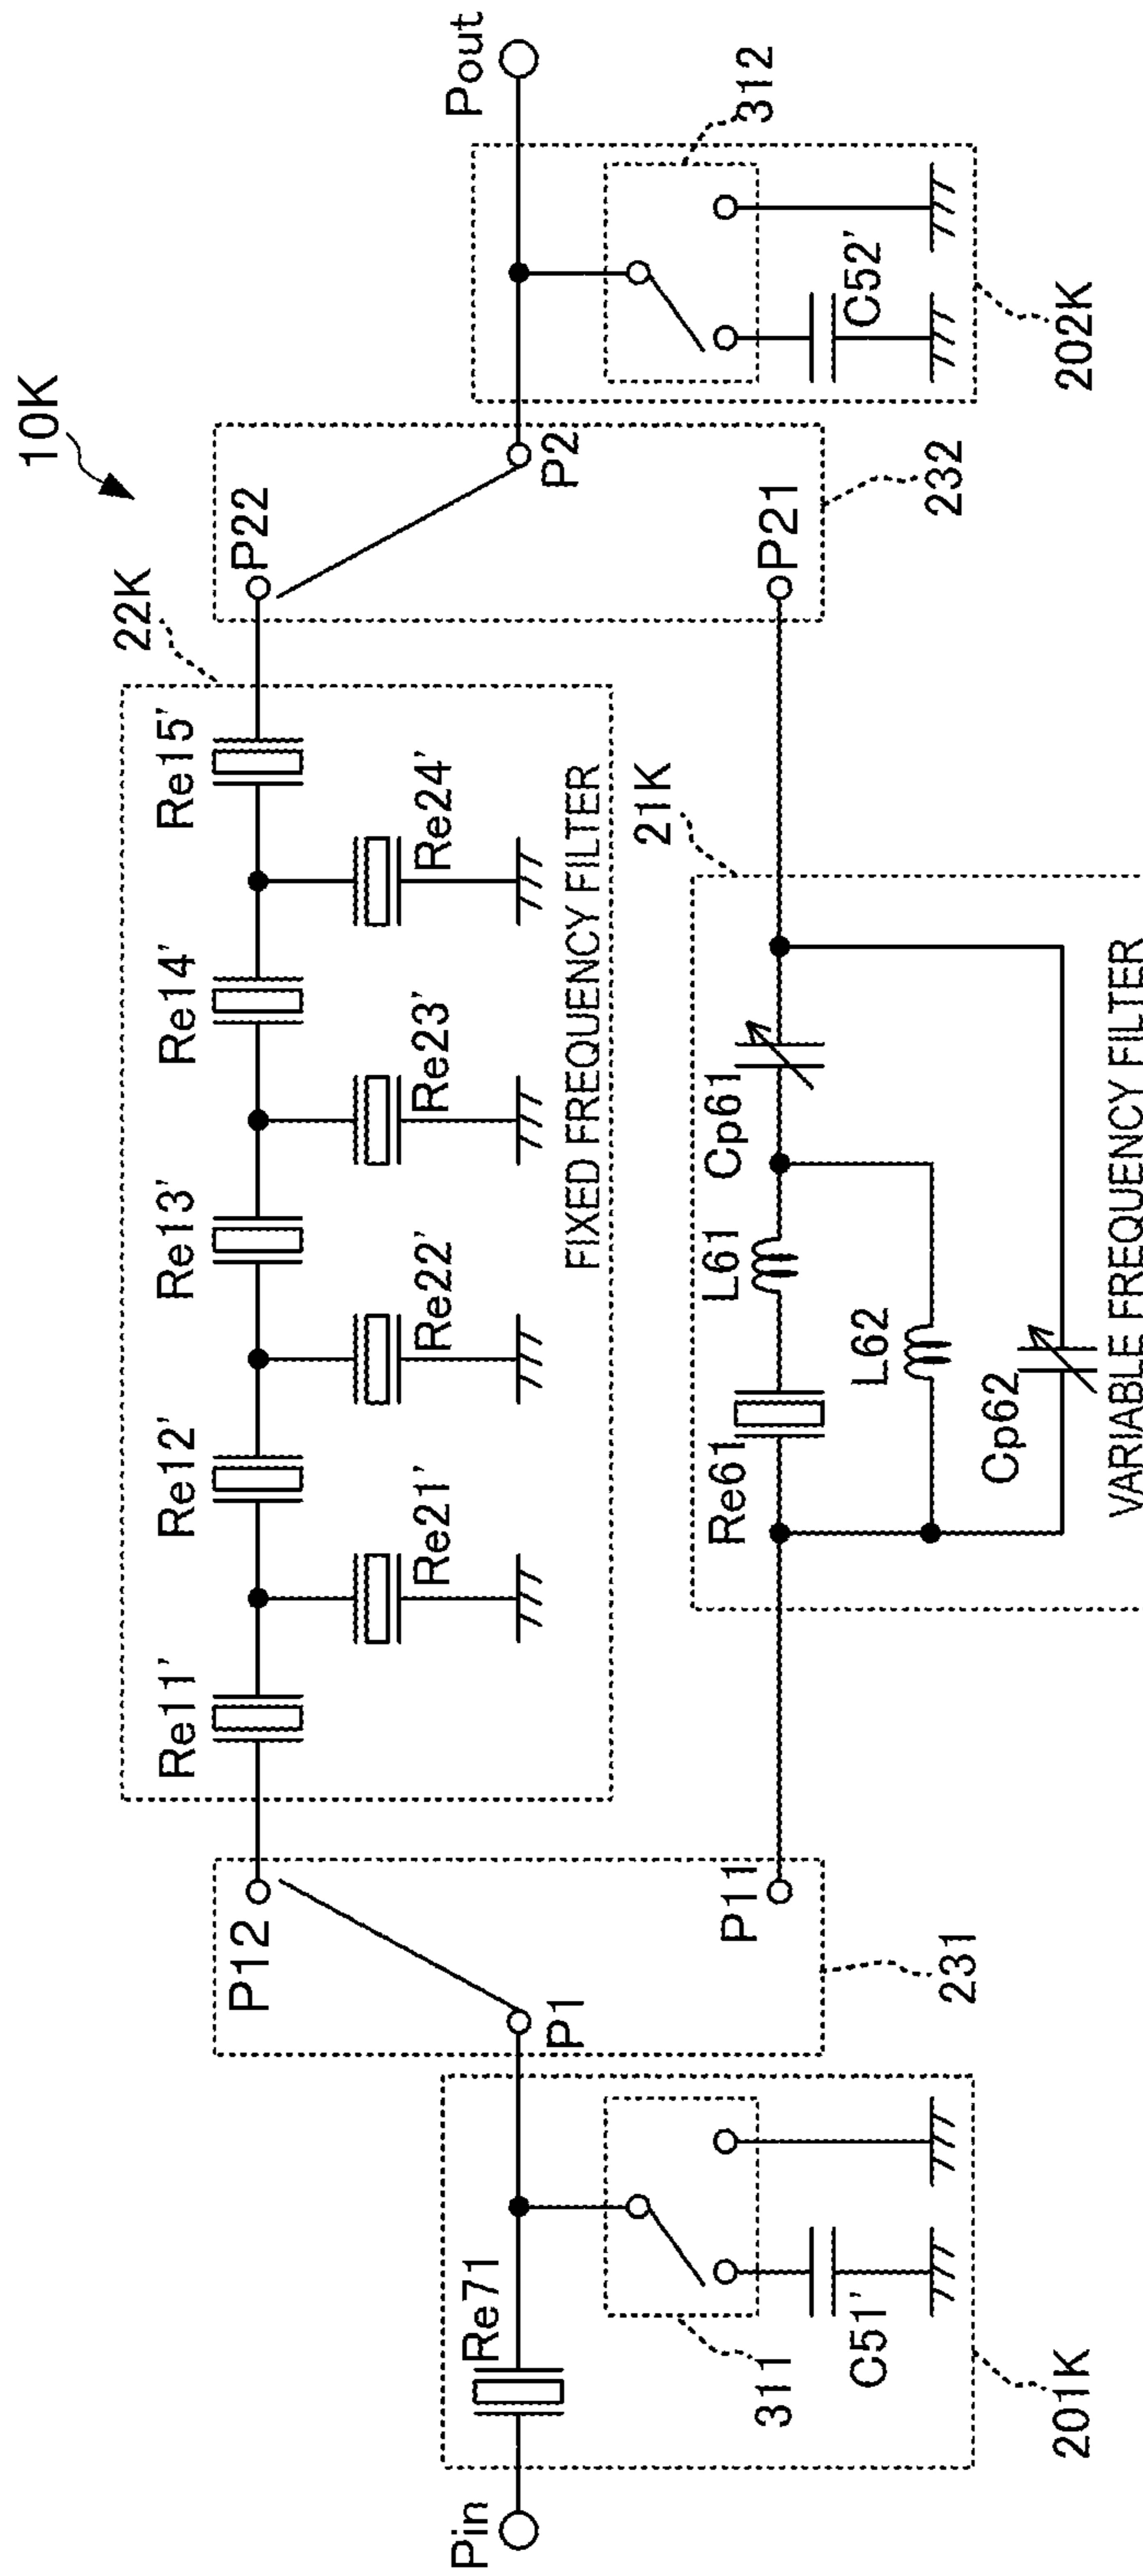 10K
Pin
Re71
311
C51'
201K
P12
P1
P11
231
22K
Re11'
Re12'
Re13'
Re14'
Re15'
Re21'
Re22'
Re23'
Re24'
FIXED FREQUENCY FILTER
21K
Re61
L61
Cp61
L62
Cp62
VARIABLE FREQUENCY FILTER
P22
P2
P21
232
Pout
312
C52'
202K